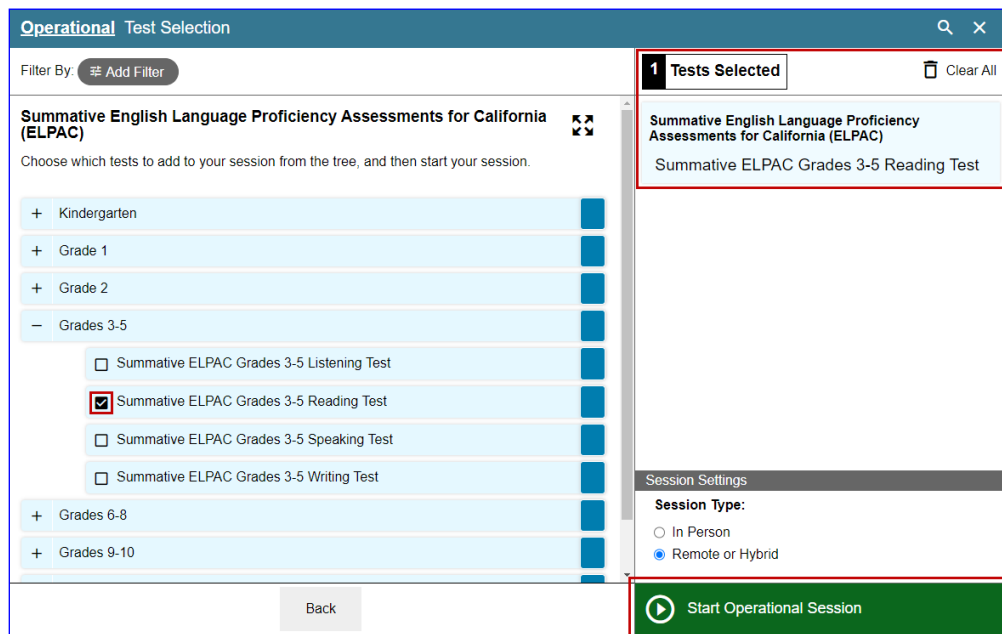 Operational Test Selection
Filter By: Add Filter
Summative English Language Proficiency Assessments for California
(ELPAC)
Choose which tests to add to your session from the tree, and then start your session.
+ Kindergarten
+ Grade 1
+ Grade 2
− Grades 3-5
Summative ELPAC Grades 3-5 Listening Test
Summative ELPAC Grades 3-5 Reading Test
Summative ELPAC Grades 3-5 Speaking Test
Summative ELPAC Grades 3-5 Writing Test
+ Grades 6-8
+ Grades 9-10
Back
1 Tests Selected
Clear All
Summative English Language Proficiency
Assessments for California (ELPAC)
Summative ELPAC Grades 3-5 Reading Test
Session Settings
Session Type:
In Person
Remote or Hybrid
Start Operational Session